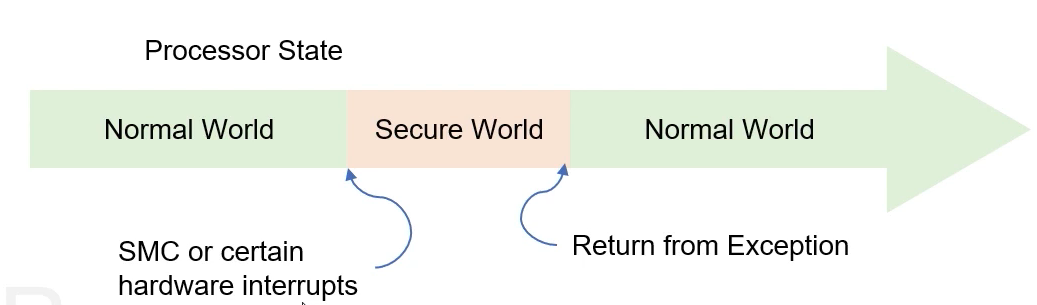 Processor State
Normal World
Secure World
Normal World
SMC or certain
hardware interrupts
Return from Exception